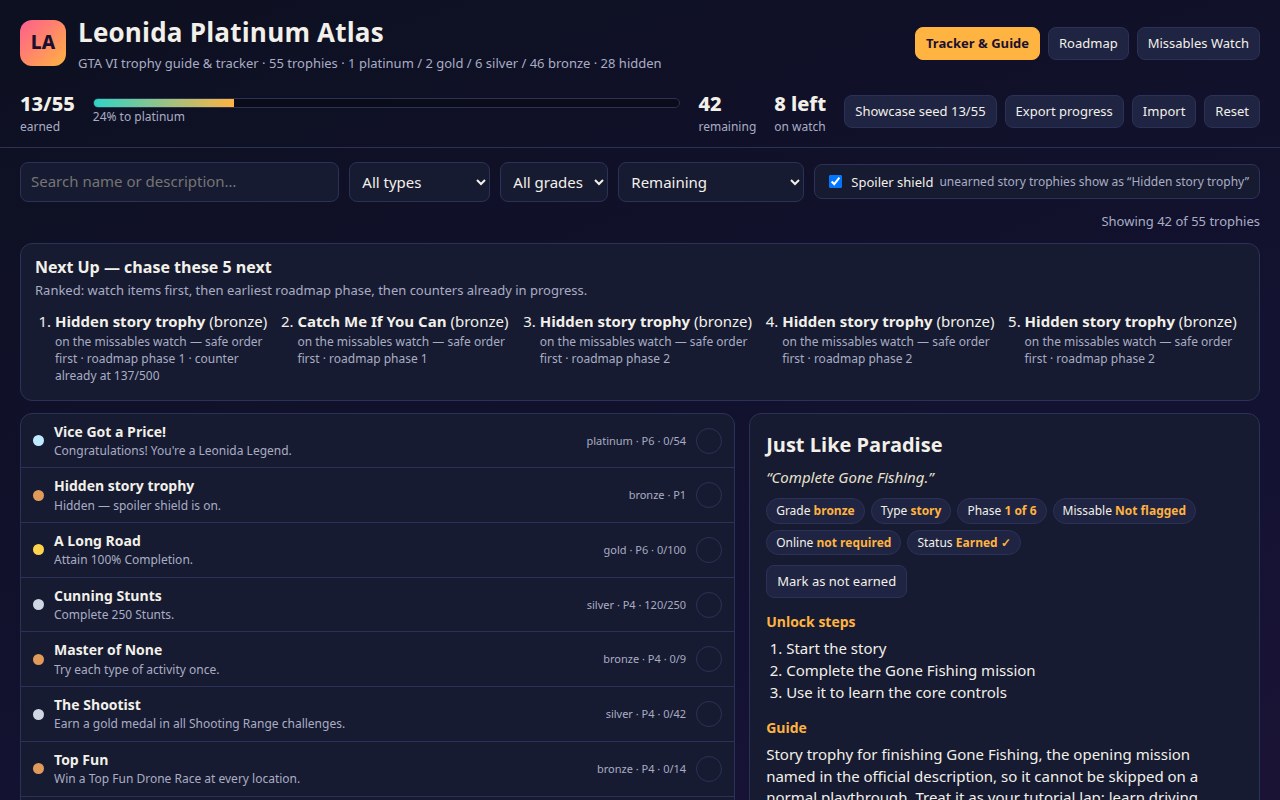 LA
Leonida Platinum Atlas
GTA VI trophy guide & tracker · 55 trophies · 1 platinum / 2 gold / 6 silver / 46 bronze · 28 hidden
Tracker & Guide
Roadmap
Missables Watch
13/55
earned
24% to platinum
42
remaining
8 left
on watch
Showcase seed 13/55
Export progress
Import
Reset
Search name or description...
All types
All grades
Remaining
Spoiler shield unearned story trophies show as “Hidden story trophy”
Showing 42 of 55 trophies
Next Up — chase these 5 next
Ranked: watch items first, then earliest roadmap phase, then counters already in progress.
1. Hidden story trophy (bronze)
on the missables watch — safe order
first · roadmap phase 1 · counter
already at 137/500
2. Catch Me If You Can (bronze)
on the missables watch — safe order
first · roadmap phase 1
3. Hidden story trophy (bronze)
on the missables watch — safe order
first · roadmap phase 2
4. Hidden story trophy (bronze)
on the missables watch — safe order
first · roadmap phase 2
5. Hidden story trophy (bronze)
on the missables watch — safe order
first · roadmap phase 2
Vice Got a Price!
Congratulations! You're a Leonida Legend.
platinum · P6 · 0/54
Hidden story trophy
Hidden — spoiler shield is on.
bronze · P1
A Long Road
Attain 100% Completion.
gold · P6 · 0/100
Cunning Stunts
Complete 250 Stunts.
silver · P4 · 120/250
Master of None
Try each type of activity once.
bronze · P4 · 0/9
The Shootist
Earn a gold medal in all Shooting Range challenges.
silver · P4 · 0/42
Top Fun
Win a Top Fun Drone Race at every location.
bronze · P4 · 0/14
Just Like Paradise
“Complete Gone Fishing.”
Grade bronze
Type story
Phase 1 of 6
Missable Not flagged
Online not required
Status Earned ✓
Mark as not earned
Unlock steps
1. Start the story
2. Complete the Gone Fishing mission
3. Use it to learn the core controls
Guide
Story trophy for finishing Gone Fishing, the opening mission
named in the official description, so it cannot be skipped on a
normal playthrough. Treat it as your tutorial lap: learn driving,